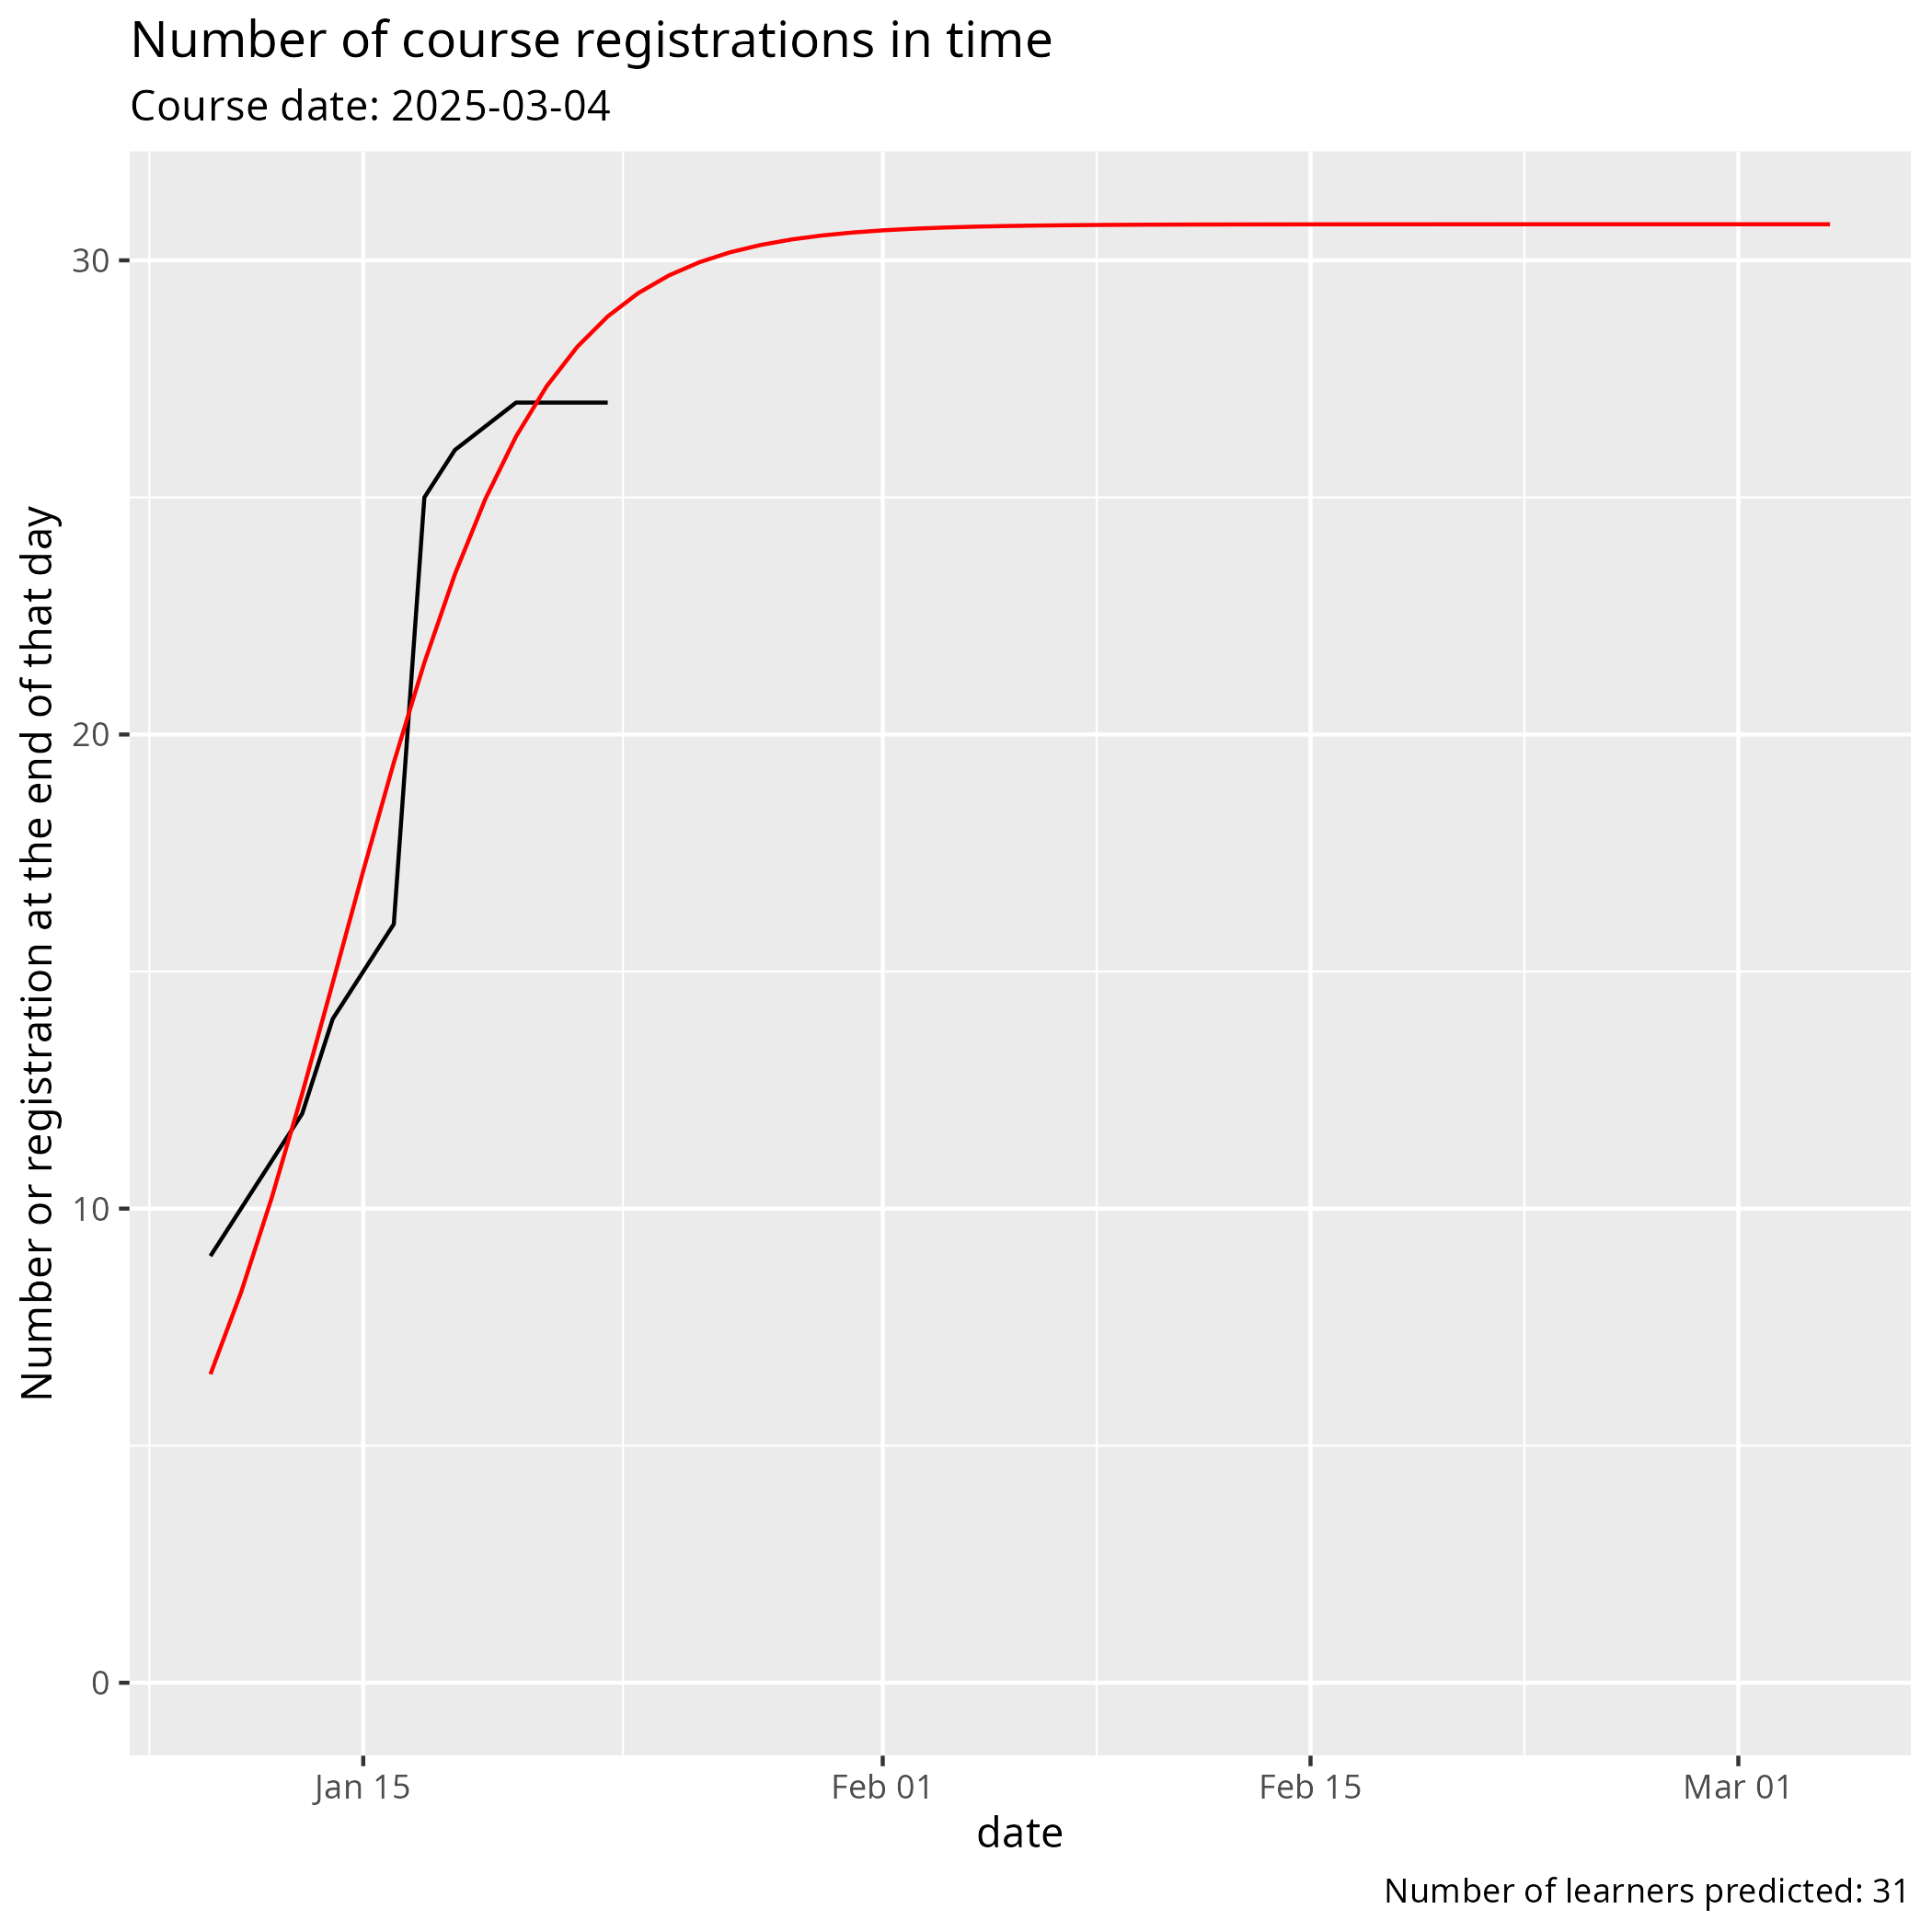 Number of course registrations in time
Course date: 2025-03-04
Number or registration at the end of that day
30
20
10
0
Jan 15
Feb 01
Feb 15
Mar 01
date
Number of learners predicted: 31